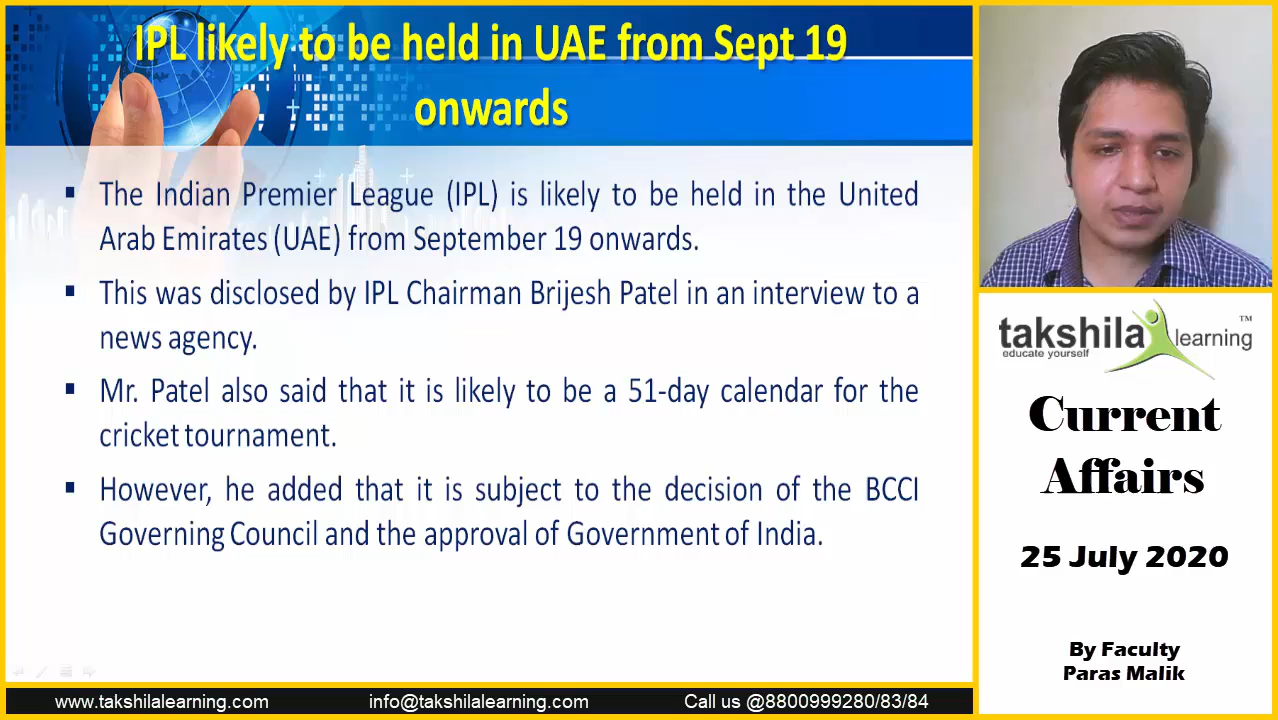 IPL likely to be held in UAE from Sept 19
onwards
▪ The Indian Premier League (IPL) is likely to be held in the United
Arab Emirates (UAE) from September 19 onwards.
▪ This was disclosed by IPL Chairman Brijesh Patel in an interview to a
news agency.
▪ Mr. Patel also said that it is likely to be a 51-day calendar for the
cricket tournament.
▪ However, he added that it is subject to the decision of the BCCI
Governing Council and the approval of Government of India.
www.takshilalearning.com info@takshilalearning.com Call us @8800999280/83/84
takshila learning ™
educate yourself
Current
Affairs
25 July 2020
By Faculty
Paras Malik